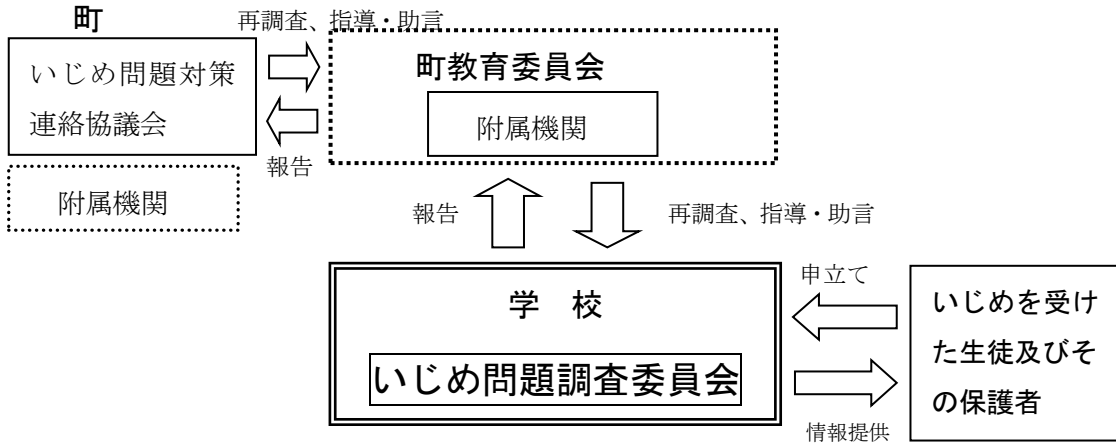 町
再調査、指導・助言
いじめ問題対策
連絡協議会
町教育委員会
附属機関
報告
附属機関
報告
再調査、指導・助言
学　校
いじめ問題調査委員会
申立て
情報提供
いじめを受け
た生徒及びそ
の保護者